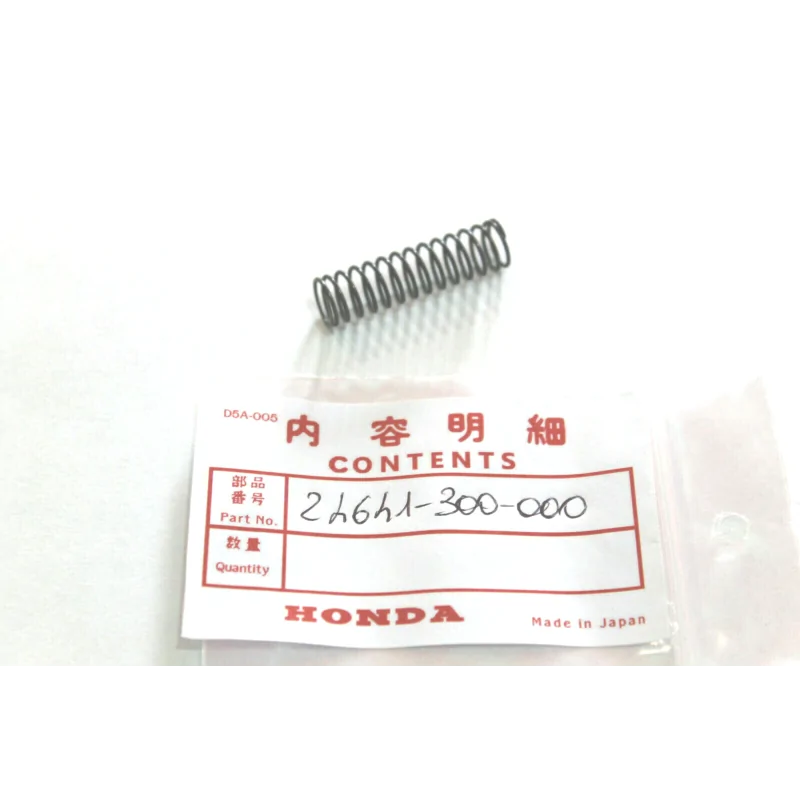 D5A-005
内容明細
CONTENTS
部品
番号
Part No.
24641-300-000
数量
Quantity
HONDA
Made in Japan